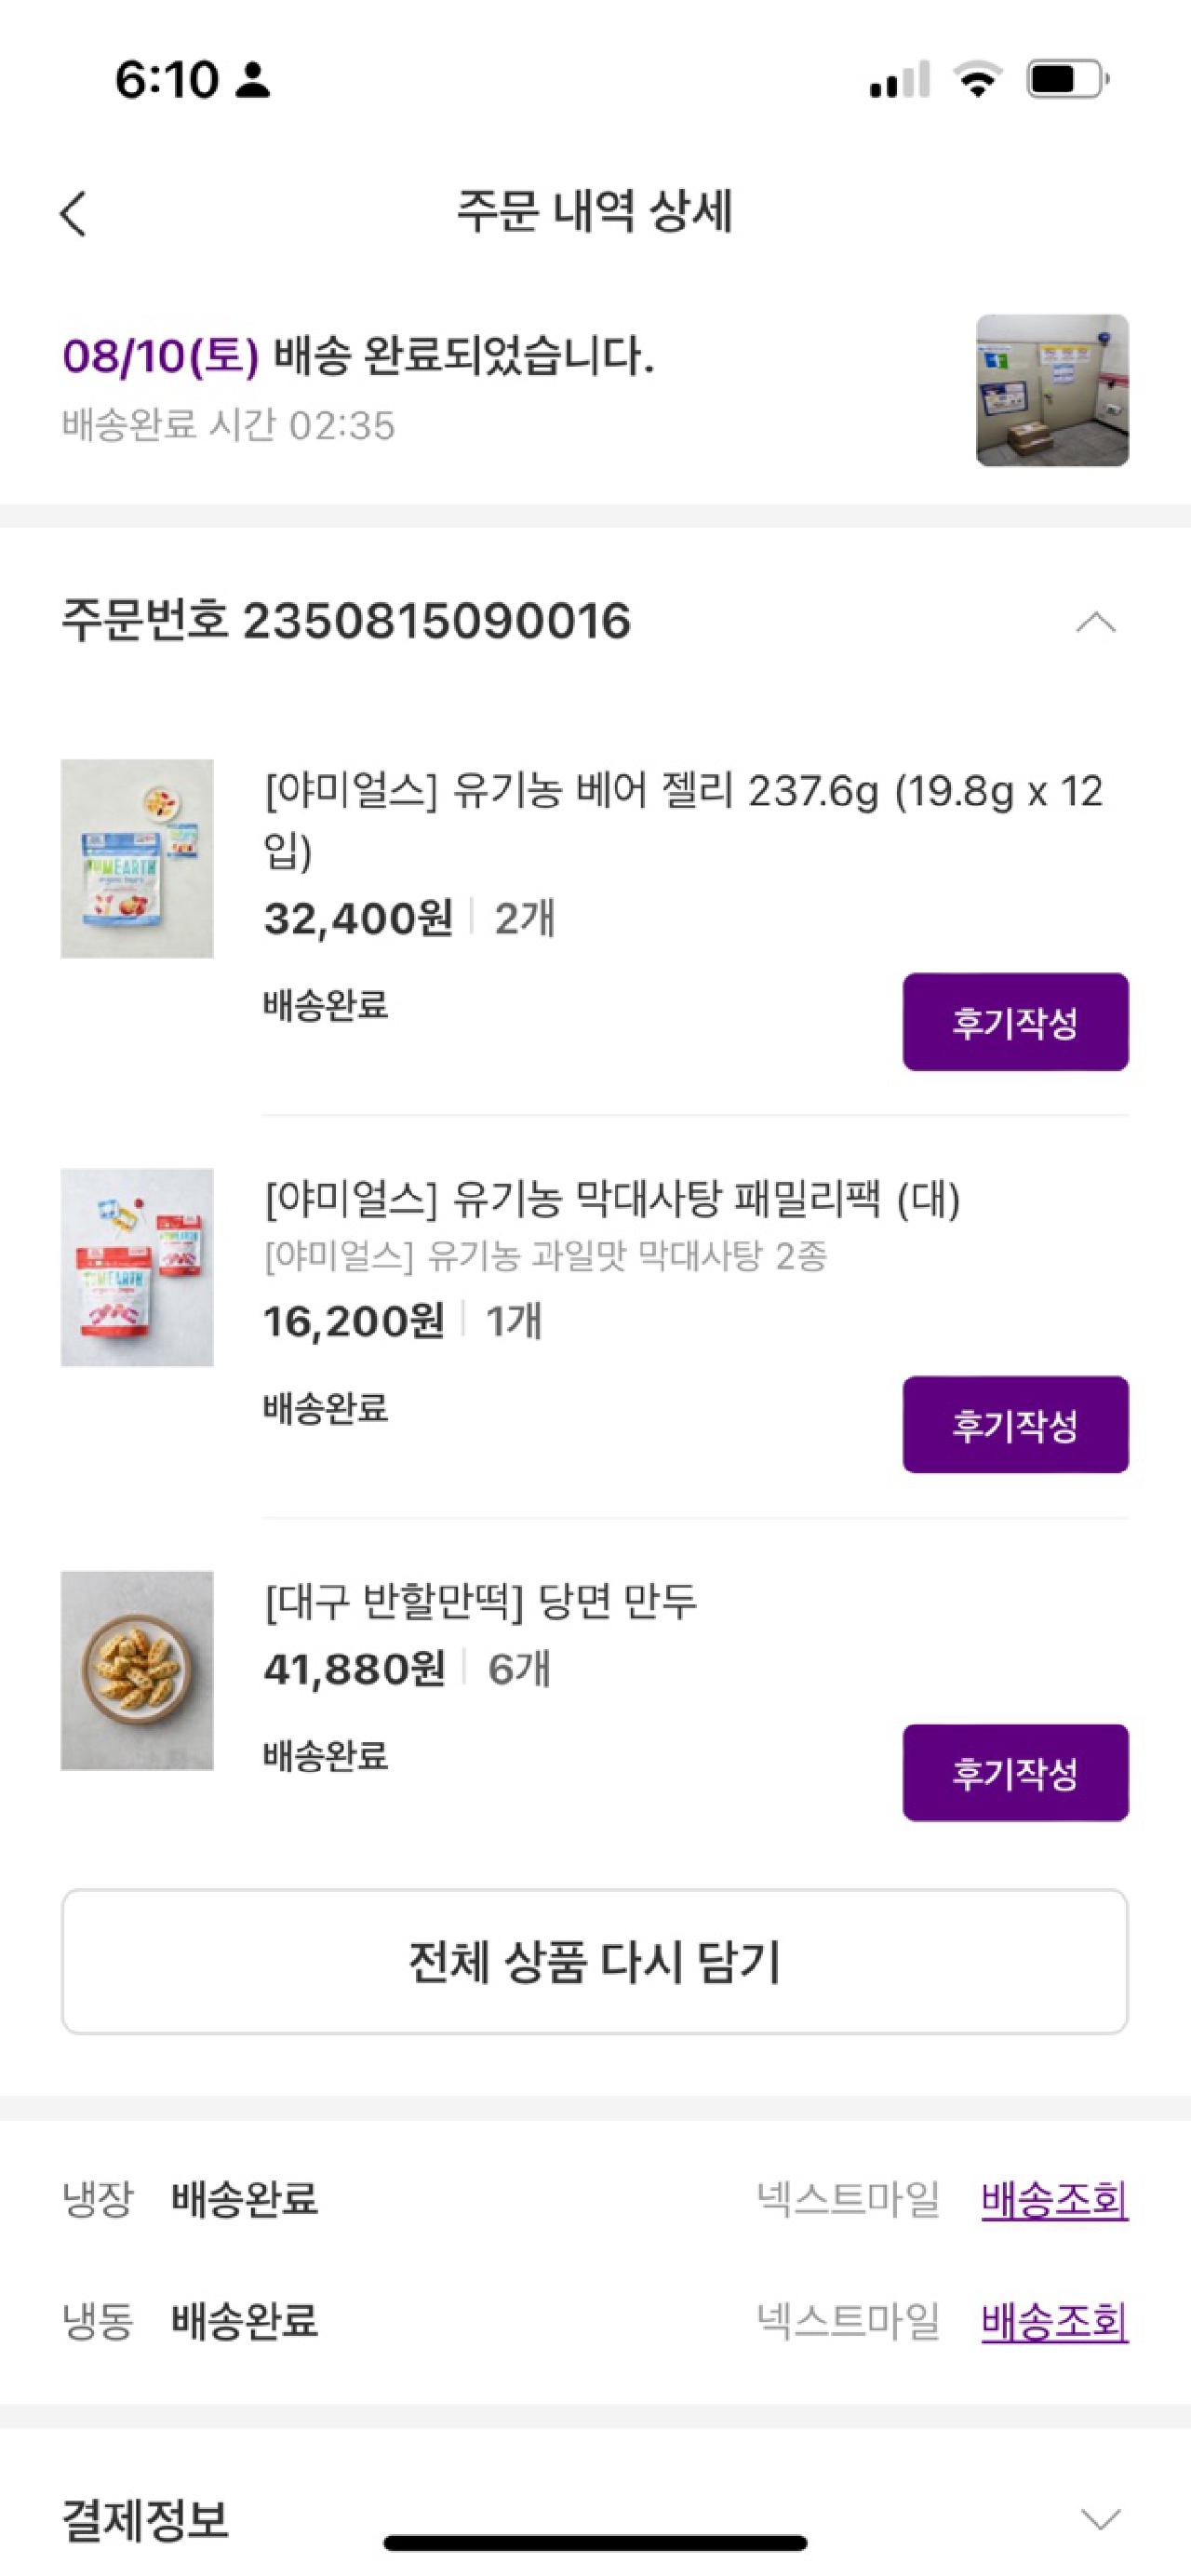 6:10
주문 내역 상세
08/10(토) 배송 완료되었습니다.
배송완료 시간 02:35
주문번호 2350815090016
[야미얼스] 유기농 베어 젤리 237.6g (19.8g x 12
입)
32,400원 2개
배송완료
후기작성
[야미얼스] 유기농 막대사탕 패밀리팩 (대)
[야미얼스] 유기농 과일맛 막대사탕 2종
16,200원 1개
배송완료
후기작성
[대구 반할만떡] 당면 만두
41,880원 6개
배송완료
후기작성
전체 상품 다시 담기
냉장 배송완료 넥스트마일 배송조회
냉동 배송완료 넥스트마일 배송조회
결제정보